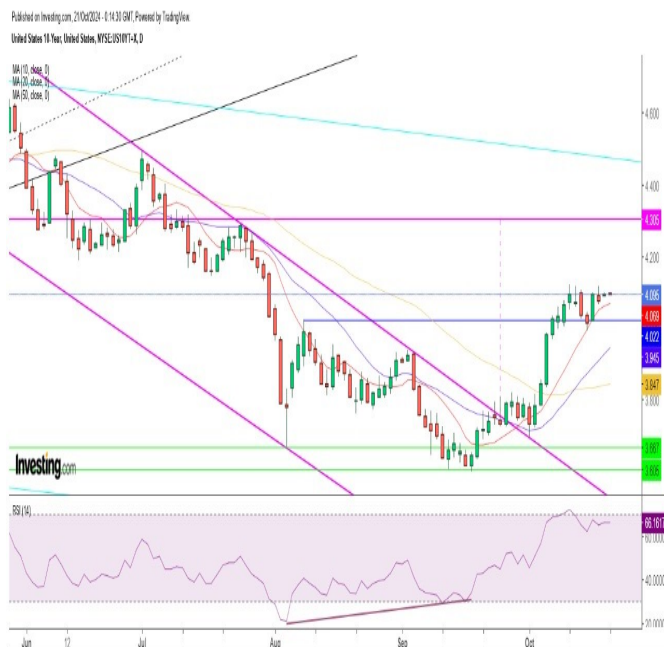 Published on Investing.com, 21/Oct/2024 - 0:14:30 GMT, Powered by TradingView.
United States 10-Year, United States, NYSE:US10YT=X, D
MA (10, close, 0)
MA (20, close, 0)
MA (50, close, 0)
4.600
4.400
4.305
4.200
4.095
4.069
4.022
3.945
3.847
3.800
3.667
3.605
Investing.com
RSI (14)
66.1617
60.0000
40.0000
20.0000
Jun 12 Jul Aug Sep Oct